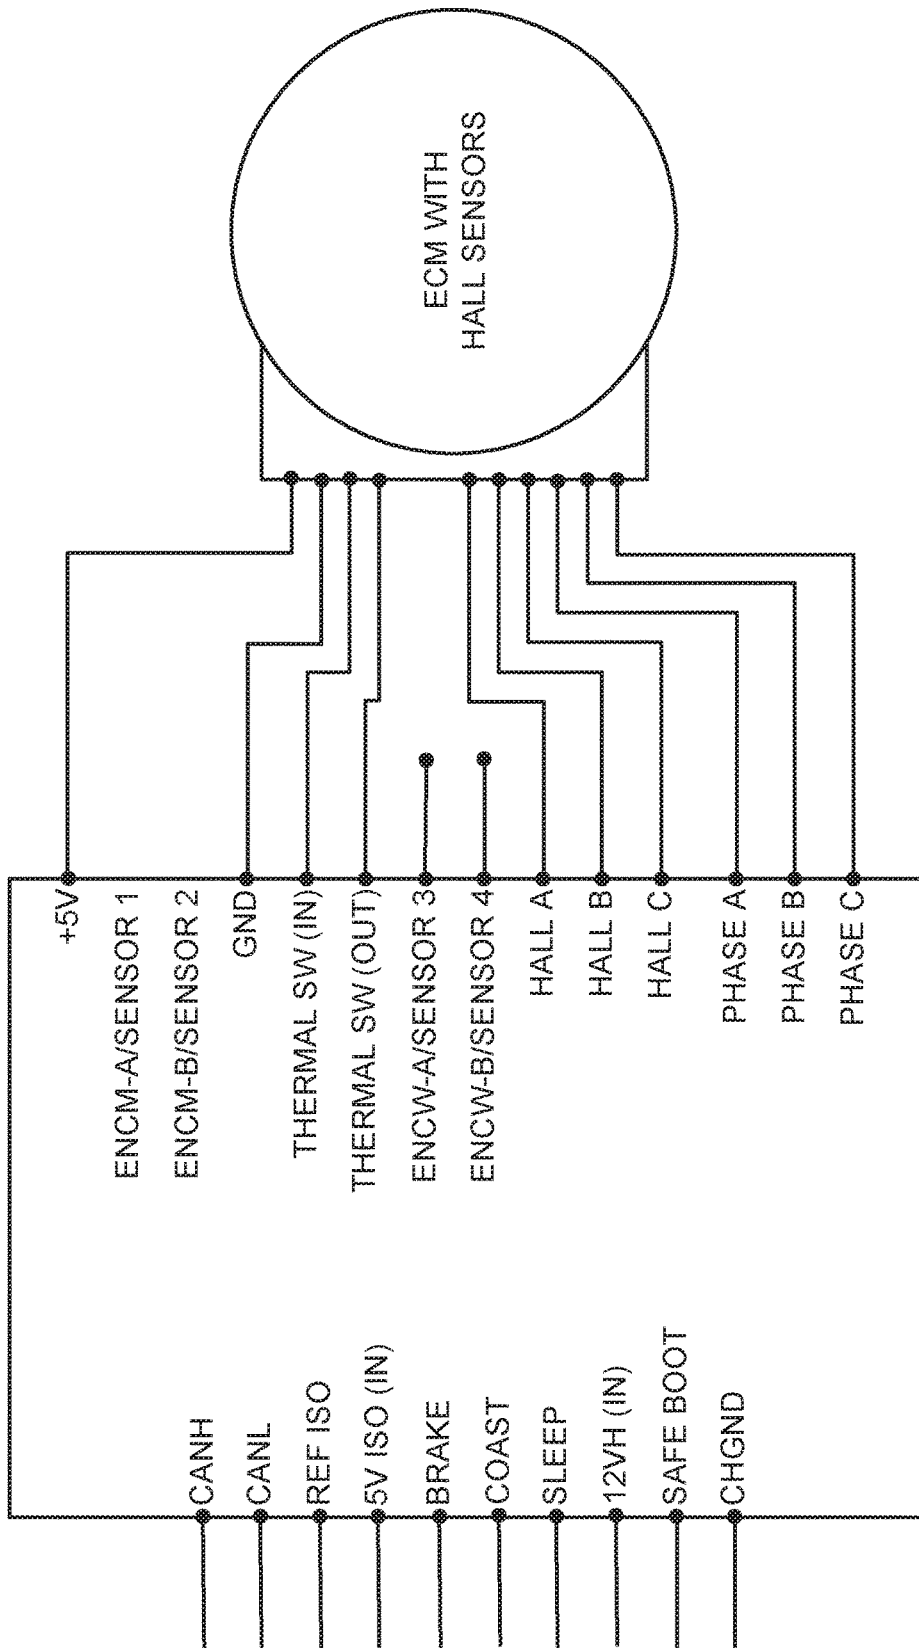 ECM WITH
HALL SENSORS
+5V
ENCM-A/SENSOR 1
ENCM-B/SENSOR 2
GND
THERMAL SW (IN)
THERMAL SW (OUT)
ENCW-A/SENSOR 3
ENCW-B/SENSOR 4
HALL A
HALL B
HALL C
PHASE A
PHASE B
PHASE C
CANH
CANL
REF ISO
5V ISO (IN)
BRAKE
COAST
SLEEP
12VH (IN)
SAFE BOOT
CHGND